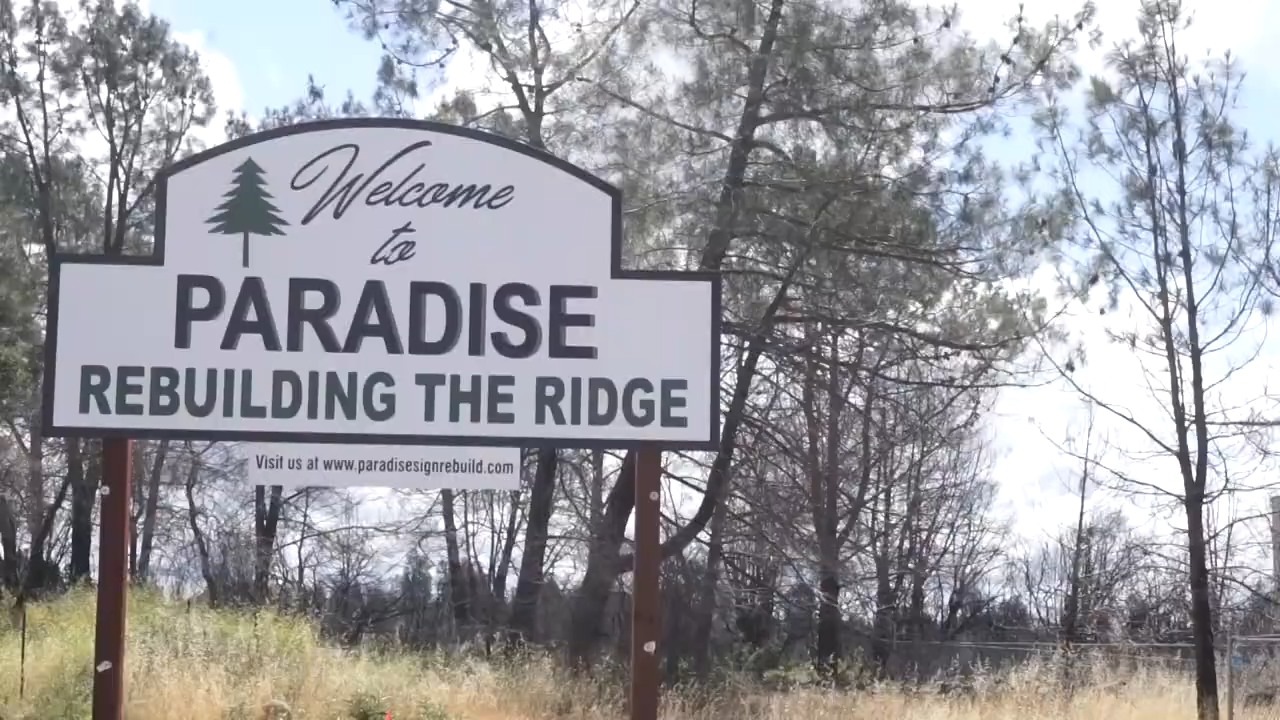 Welcome
to
PARADISE
REBUILDING THE RIDGE
Visit us at www.paradisesignrebuild.com